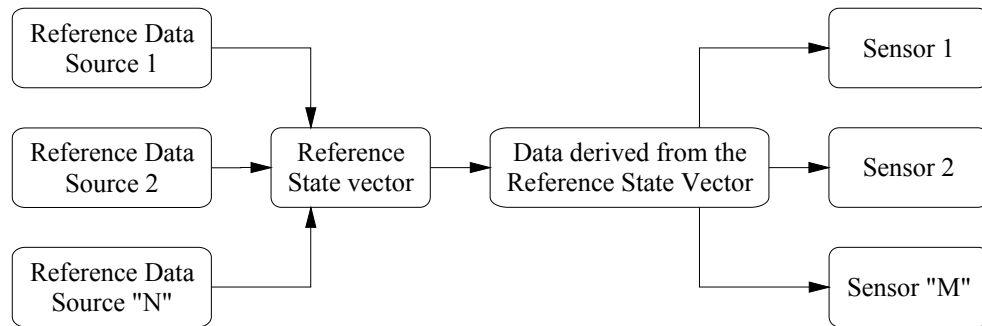 Reference Data
Source 1
Reference Data
Source 2
Reference Data
Source "N"
Reference
State vector
Data derived from the
Reference State Vector
Sensor 1
Sensor 2
Sensor "M"